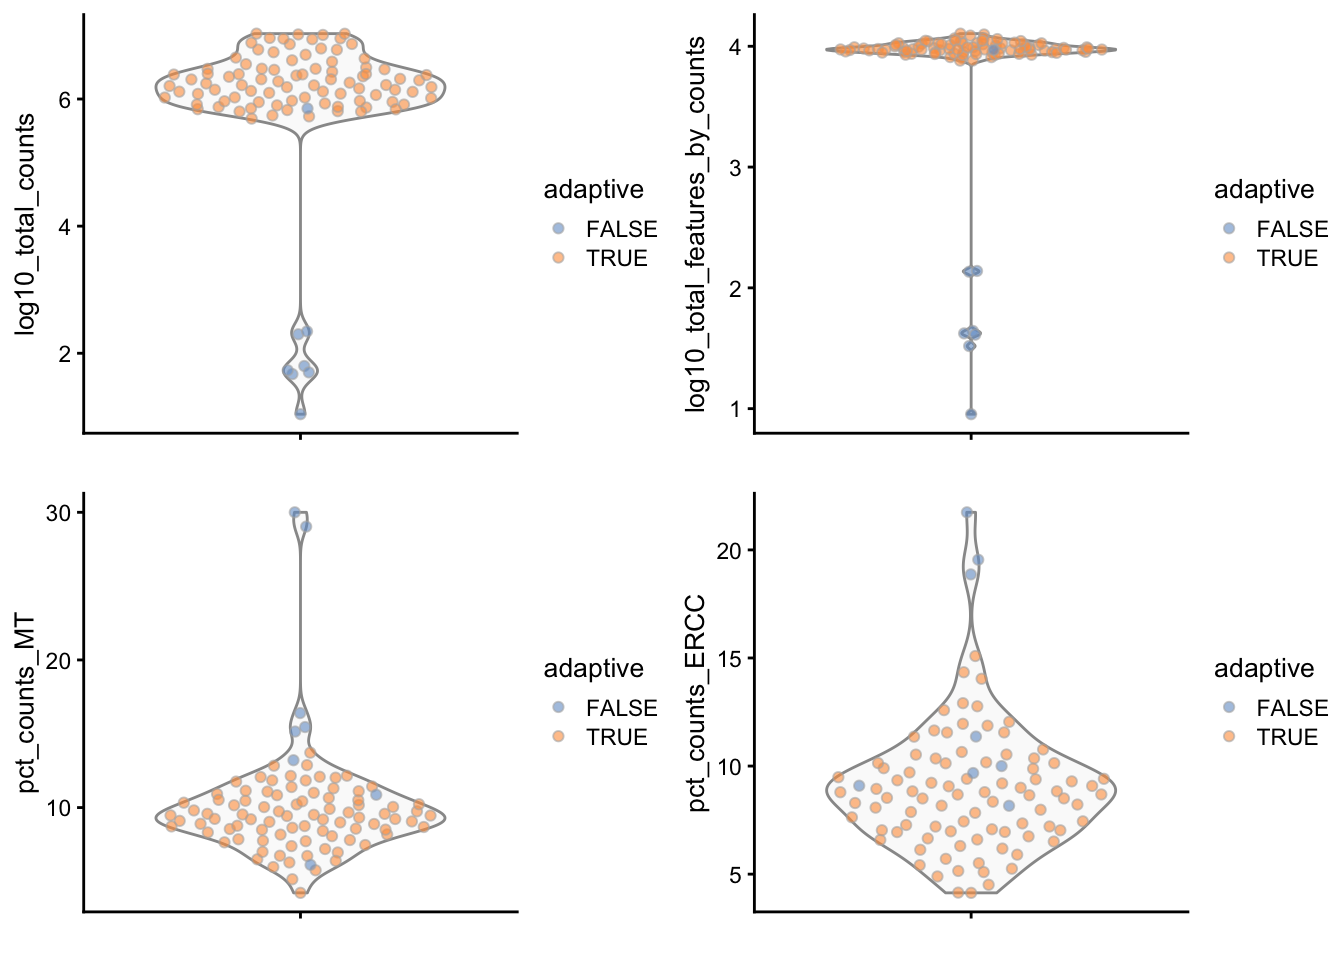 log10_total_counts
6
4
2
adaptive
FALSE
TRUE
log10_total_features_by_counts
4
3
2
1
adaptive
FALSE
TRUE
pct_counts_MT
30
20
10
adaptive
FALSE
TRUE
pct_counts_ERCC
20
15
10
5
adaptive
FALSE
TRUE